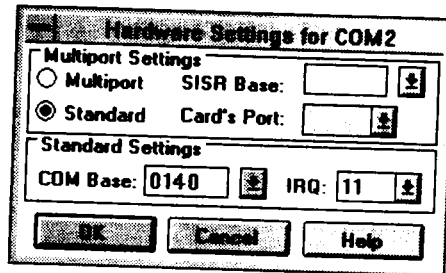 Hardware Settings for COM2
Multiport Settings
Multiport SISR Base:
Standard Card's Port:
Standard Settings
COM Base: 0140 IRQ: 11
OK Cancel Help